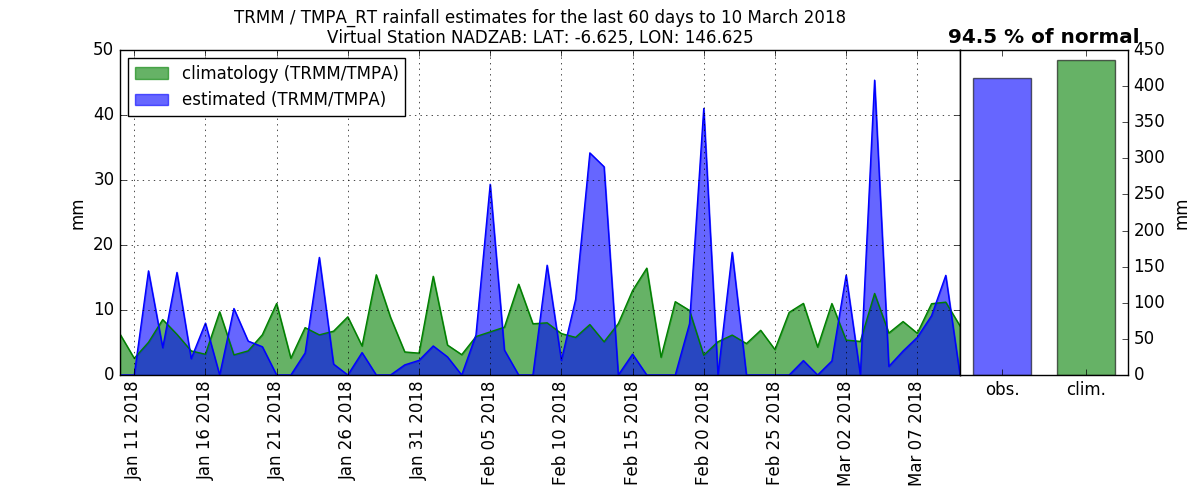 TRMM / TMPA_RT rainfall estimates for the last 60 days to 10 March 2018
Virtual Station NADZAB: LAT: -6.625, LON: 146.625
94.5 % of normal
climatology (TRMM/TMPA)
estimated (TRMM/TMPA)
50
40
30
20
10
0
mm
450
400
350
300
250
200
150
100
50
0
mm
obs.
clim.
Jan 11 2018
Jan 16 2018
Jan 21 2018
Jan 26 2018
Jan 31 2018
Feb 05 2018
Feb 10 2018
Feb 15 2018
Feb 20 2018
Feb 25 2018
Mar 02 2018
Mar 07 2018